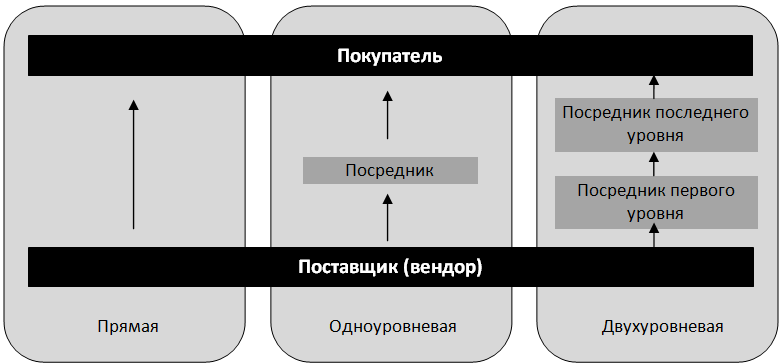 Покупатель
Посредник последнего
уровня
Посредник
Посредник первого
уровня
Поставщик (вендор)
Прямая
Одноуровневая
Двухуровневая